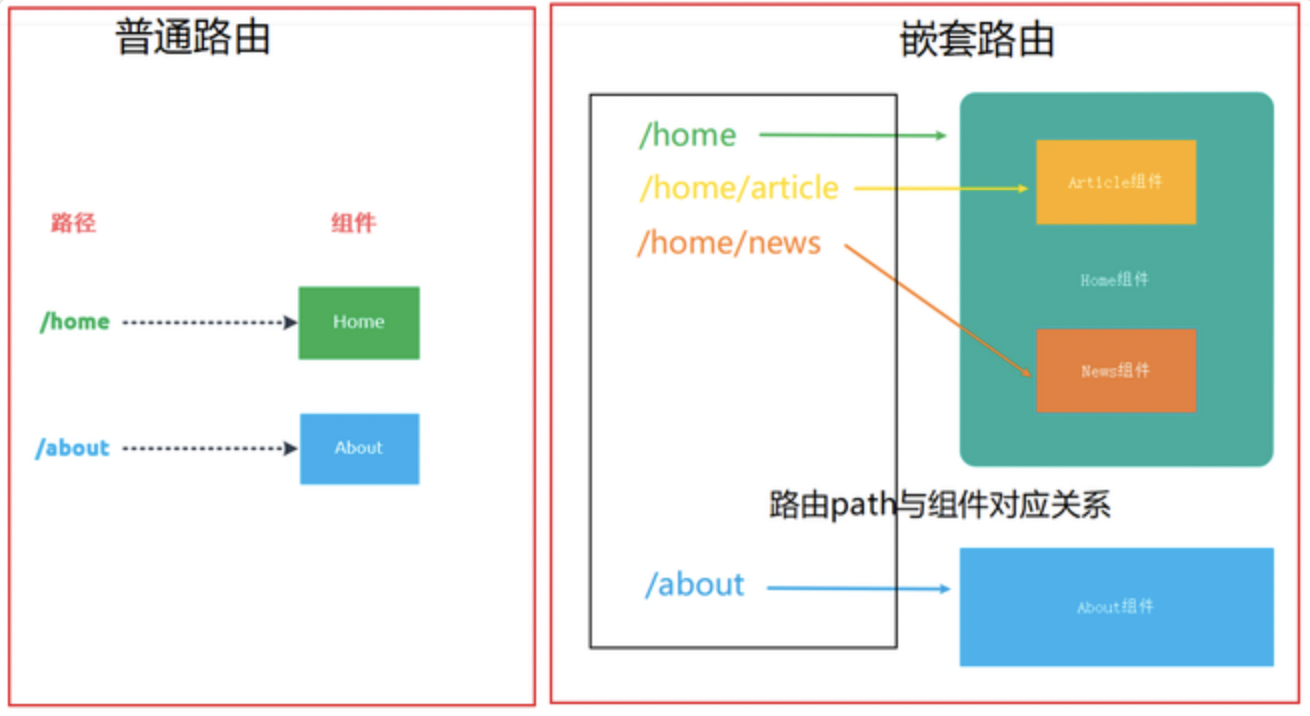 普通路由
路径
组件
/home
Home
/about
About
嵌套路由
/home
/home/article
/home/news
Article组件
Home组件
News组件
路由path与组件对应关系
/about
About组件